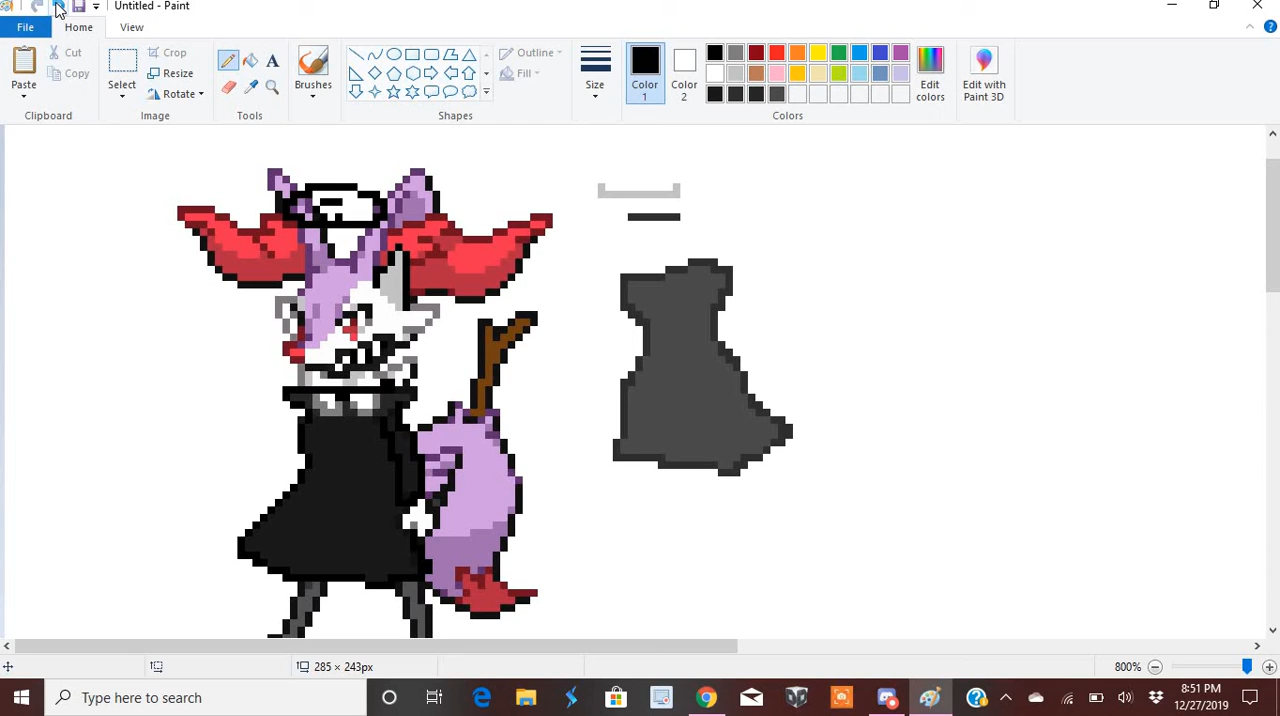 Untitled - Paint
File Home View
Paste
Cut
Copy
Clipboard
Select
Crop
Resize
Rotate
Image
A
Tools
Brushes
Outline
Fill
Shapes
Size
Color 1
Color 2
Edit colors
Colors
Edit with Paint 3D
285 × 243px
800%
Type here to search
8:51 PM
12/27/2019